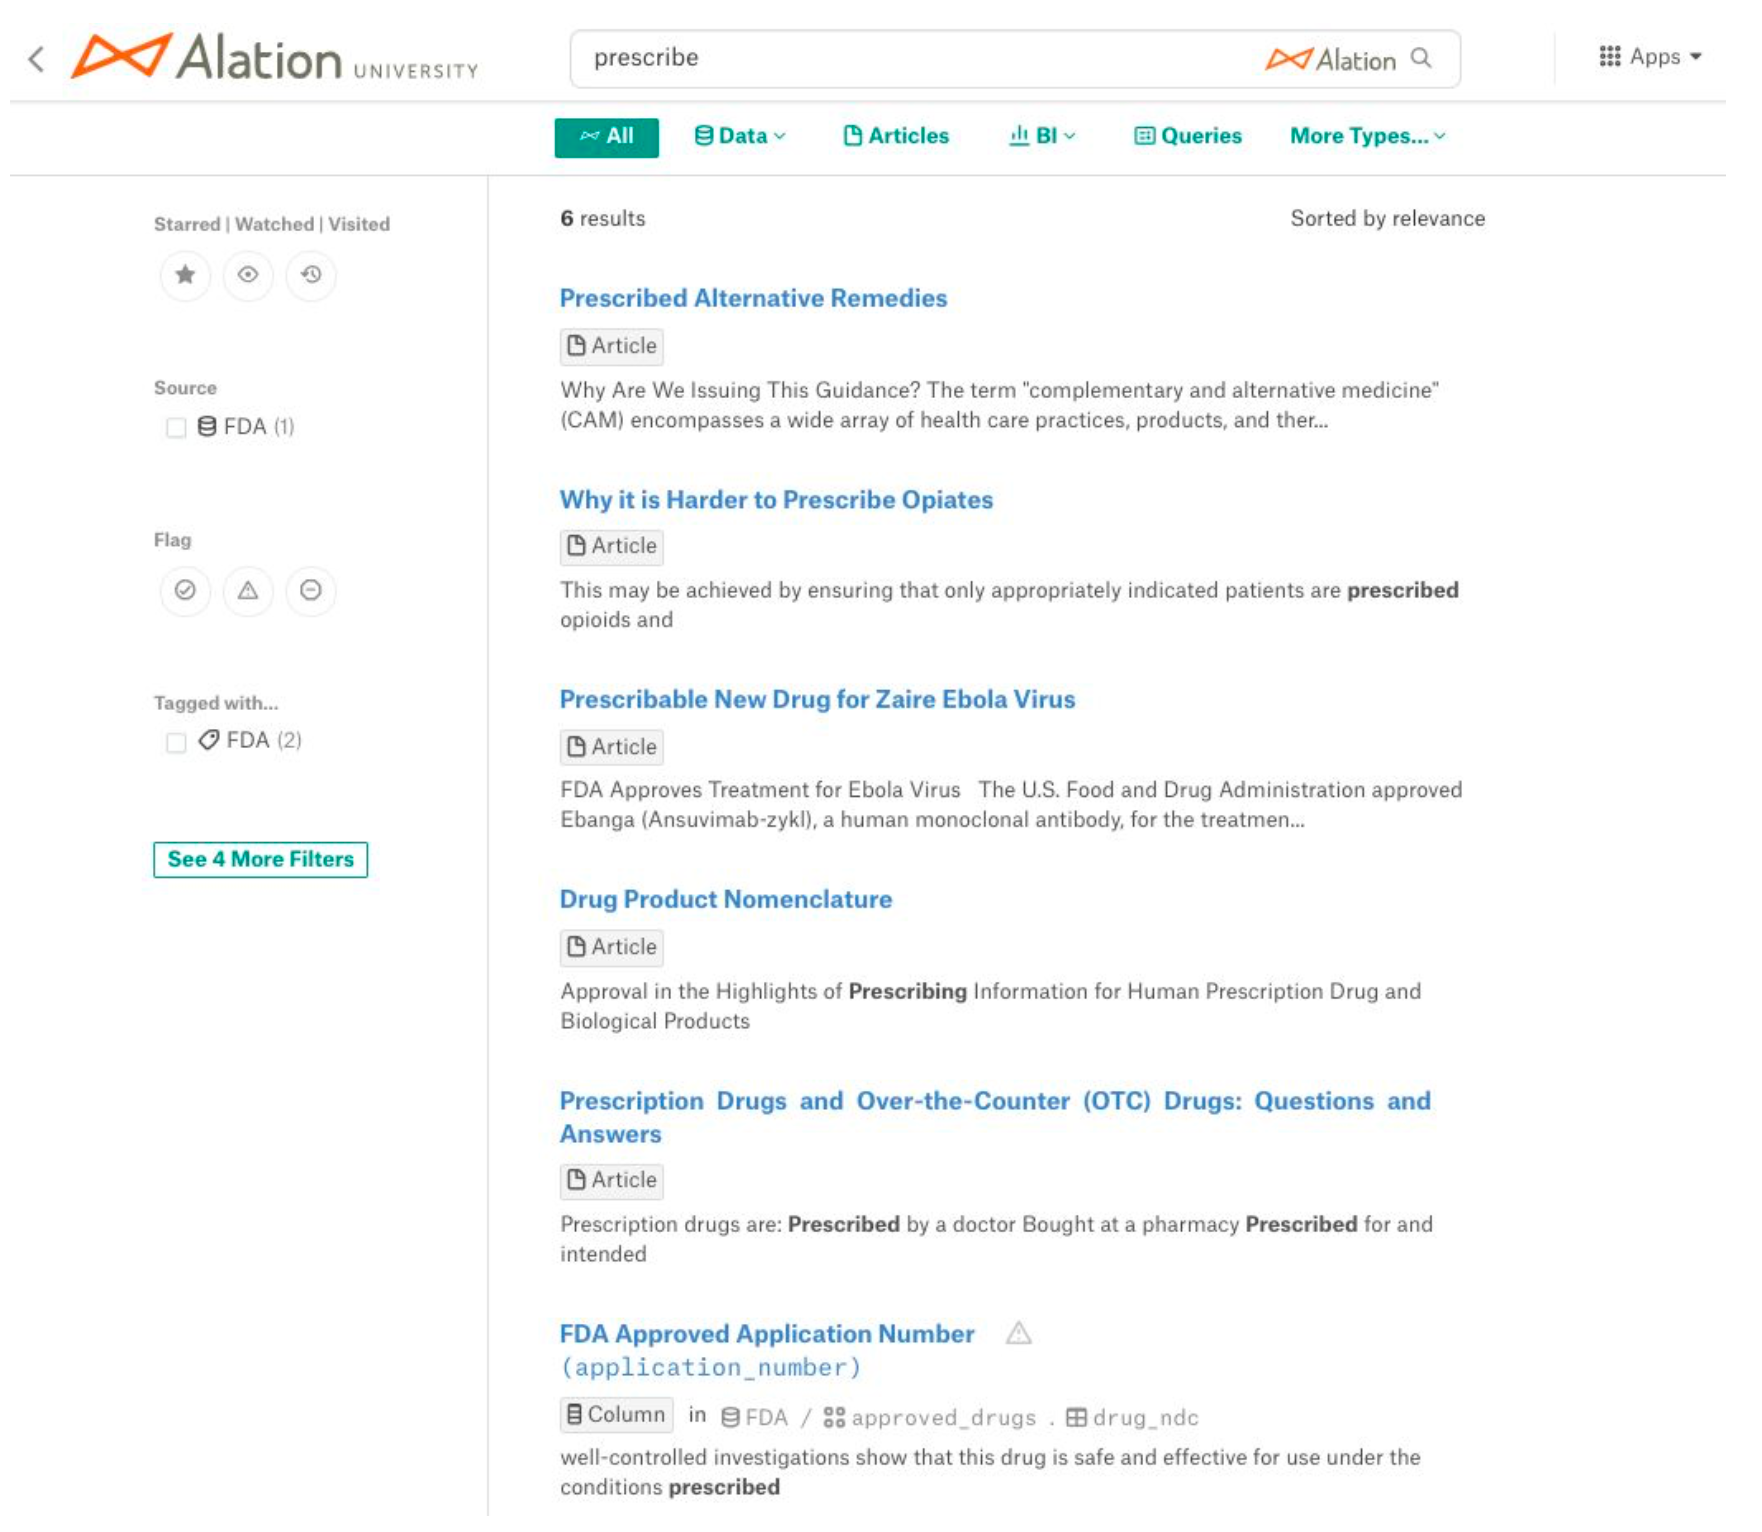 Alation UNIVERSITY
prescribe
Alation
Apps
All
Data
Articles
BI
Queries
More Types...
Starred | Watched | Visited
Source
FDA (1)
Flag
Tagged with...
FDA (2)
See 4 More Filters
6 results
Sorted by relevance
Prescribed Alternative Remedies
Article
Why Are We Issuing This Guidance? The term "complementary and alternative medicine"
(CAM) encompasses a wide array of health care practices, products, and ther...
Why it is Harder to Prescribe Opiates
Article
This may be achieved by ensuring that only appropriately indicated patients are prescribed
opioids and
Prescribable New Drug for Zaire Ebola Virus
Article
FDA Approves Treatment for Ebola Virus The U.S. Food and Drug Administration approved
Ebanga (Ansuvimab-zykl), a human monoclonal antibody, for the treatmen...
Drug Product Nomenclature
Article
Approval in the Highlights of Prescribing Information for Human Prescription Drug and
Biological Products
Prescription Drugs and Over-the-Counter (OTC) Drugs: Questions and
Answers
Article
Prescription drugs are: Prescribed by a doctor Bought at a pharmacy Prescribed for and
intended
FDA Approved Application Number
(application_number)
Column in FDA / approved_drugs . drug_ndc
well-controlled investigations show that this drug is safe and effective for use under the
conditions prescribed